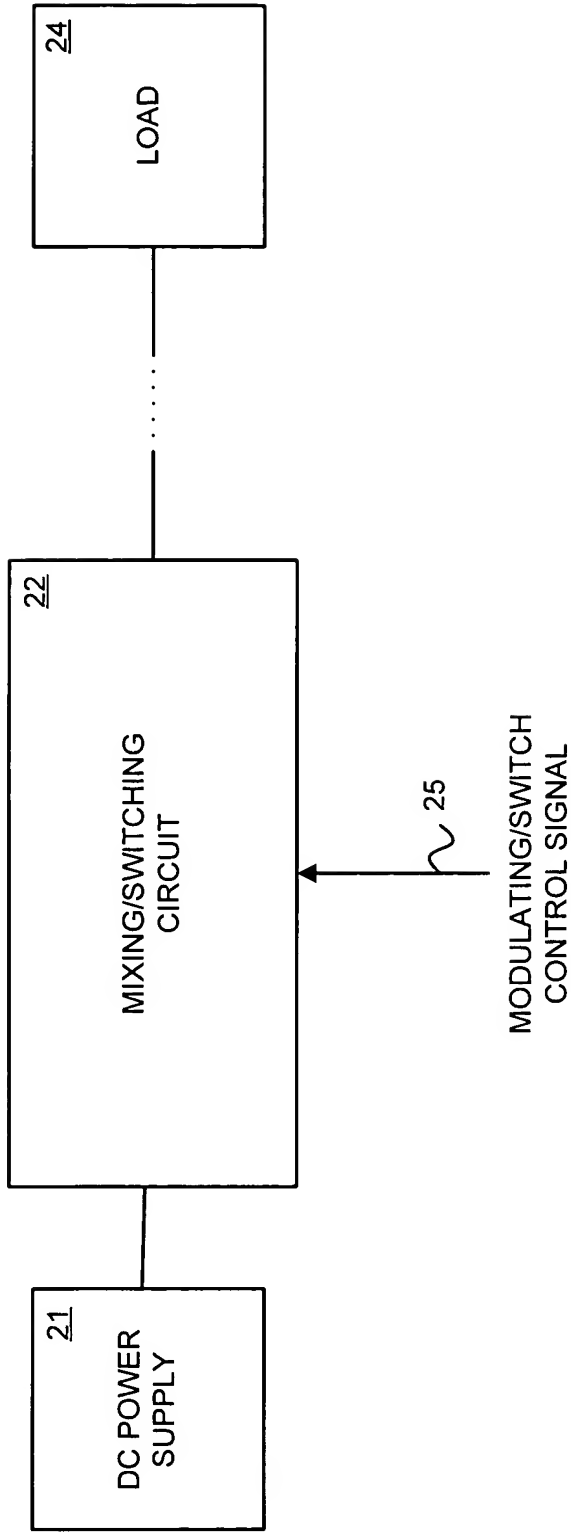 21
DC POWER
SUPPLY
22
MIXING/SWITCHING
CIRCUIT
24
LOAD
25
MODULATING/SWITCH
CONTROL SIGNAL